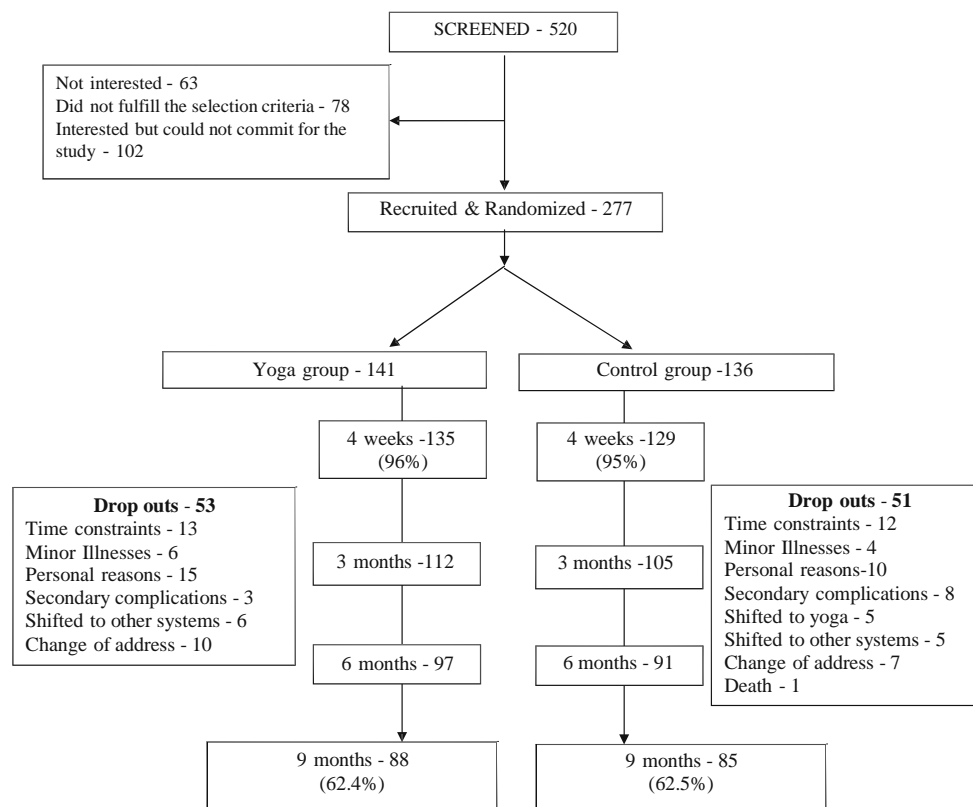 SCREENED - 520
Not interested - 63
Did not fulfill the selection criteria - 78
Interested but could not commit for the
study - 102
Recruited & Randomized - 277
Yoga group - 141
Control group -136
4 weeks -135
(96%)
4 weeks -129
(95%)
Drop outs - 53
Time constraints - 13
Minor Illnesses - 6
Personal reasons - 15
Secondary complications - 3
Shifted to other systems - 6
Change of address - 10
Drop outs - 51
Time constraints - 12
Minor Illnesses - 4
Personal reasons-10
Secondary complications - 8
Shifted to yoga - 5
Shifted to other systems - 5
Change of address - 7
Death - 1
3 months -112
3 months -105
6 months - 97
6 months - 91
9 months - 88
(62.4%)
9 months - 85
(62.5%)